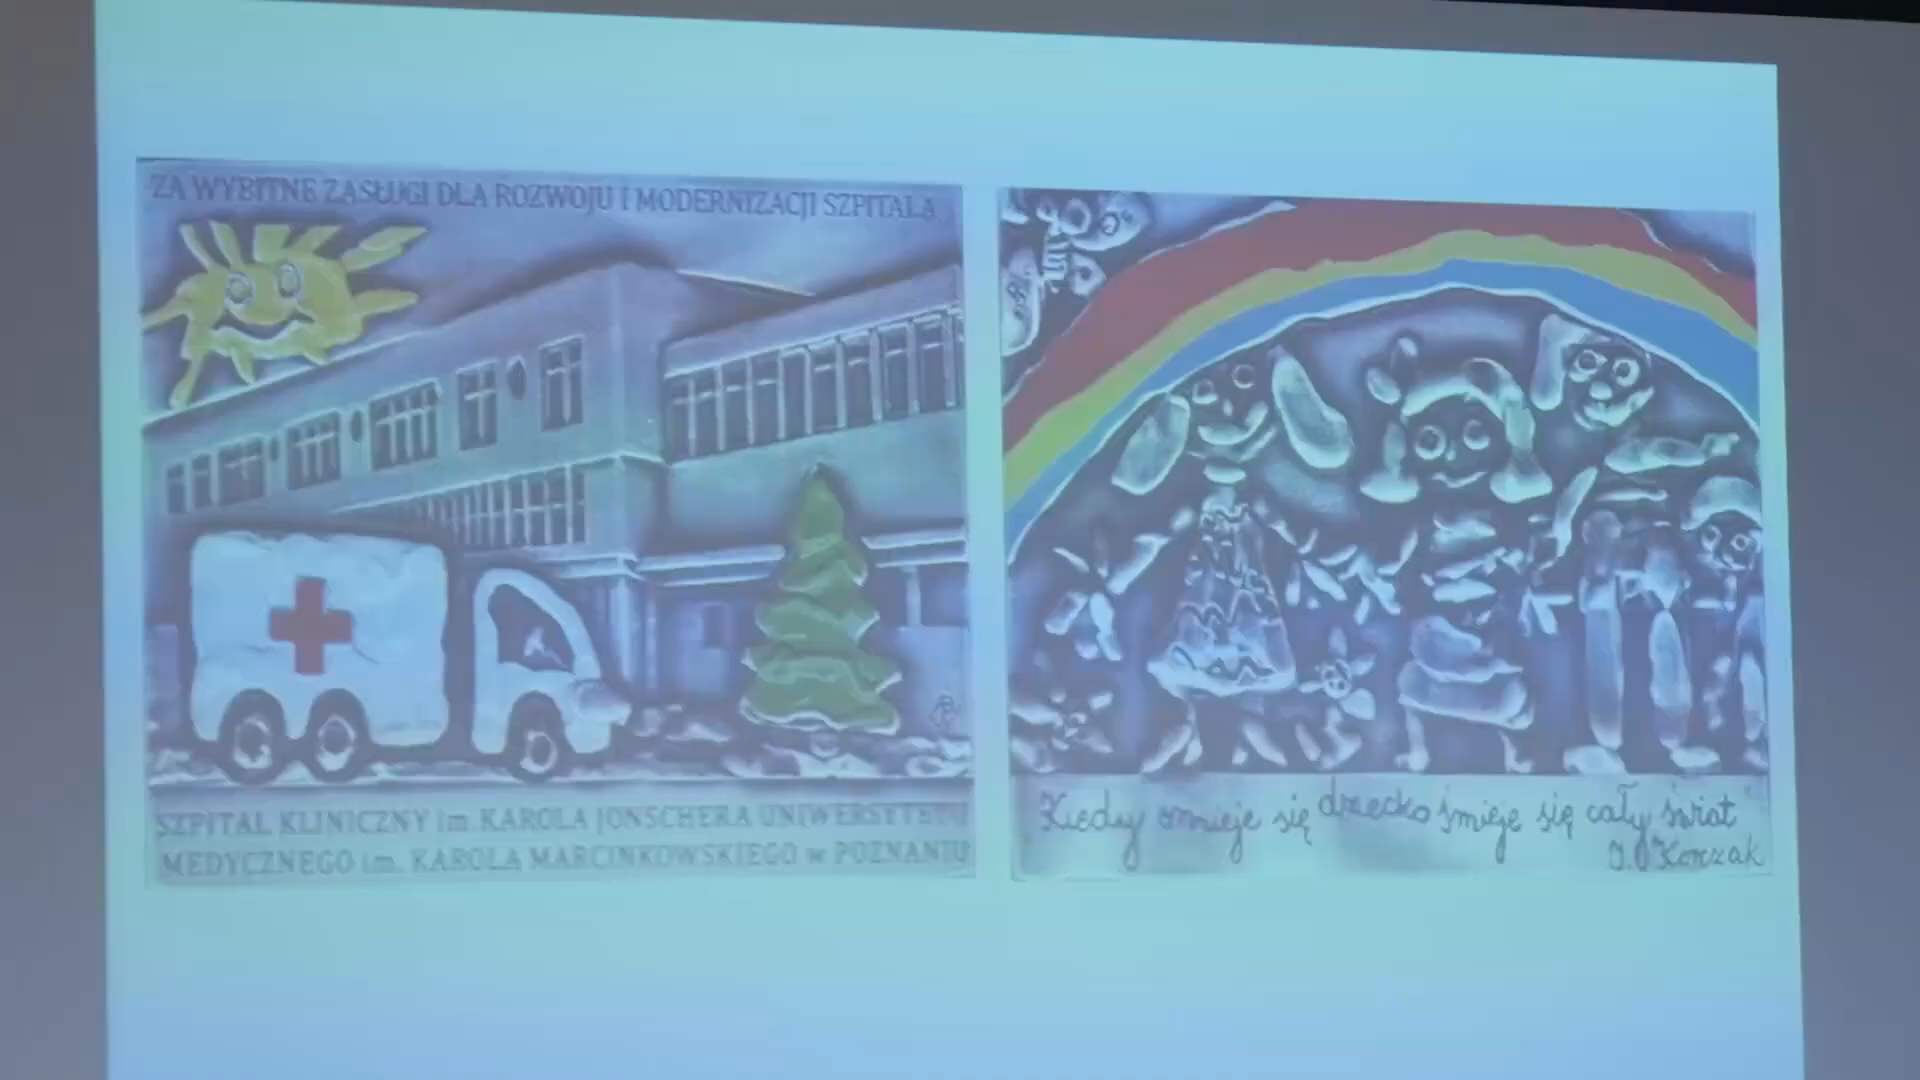 ZA WYBITNE ZASŁUGI DLA ROZWOJU I MODERNIZACJI SZPITALA
SZPITAL KLINICZNY im. KAROLA JONSCHERA UNIWERSYTETU
MEDYCZNEGO im. KAROLA MARCINKOWSKIEGO w POZNANIU
Kiedy śmieje się dziecko śmieje się cały świat
J. Korczak